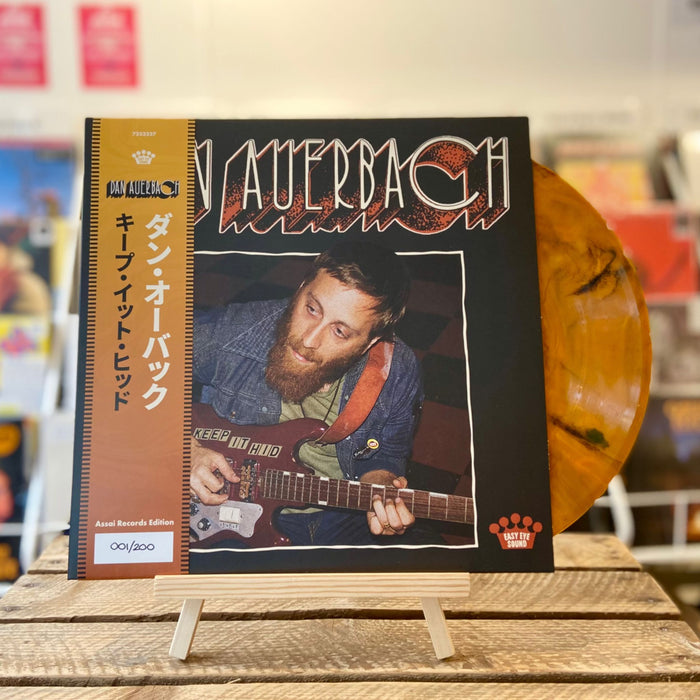 7253527
DAN AUERBACH
ダン・オーバック
キープ・イット・ヒッド
Assai Records Edition
001/200
N AUERBACH
KEEP IT HID
EASY EYE
SOUND